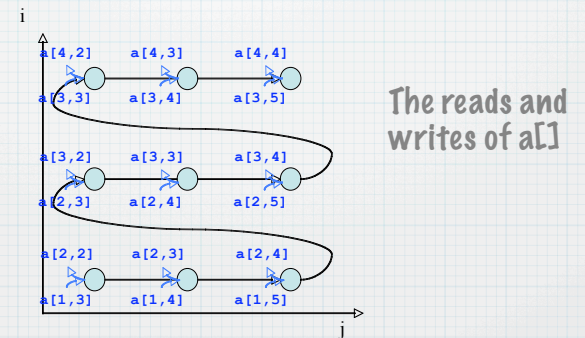 i
a[4,2] a[4,3] a[4,4]
a[3,3] a[3,4] a[3,5]
The reads and
writes of a[]
a[3,2] a[3,3] a[3,4]
a[2,3] a[2,4] a[2,5]
a[2,2] a[2,3] a[2,4]
a[1,3] a[1,4] a[1,5]
j